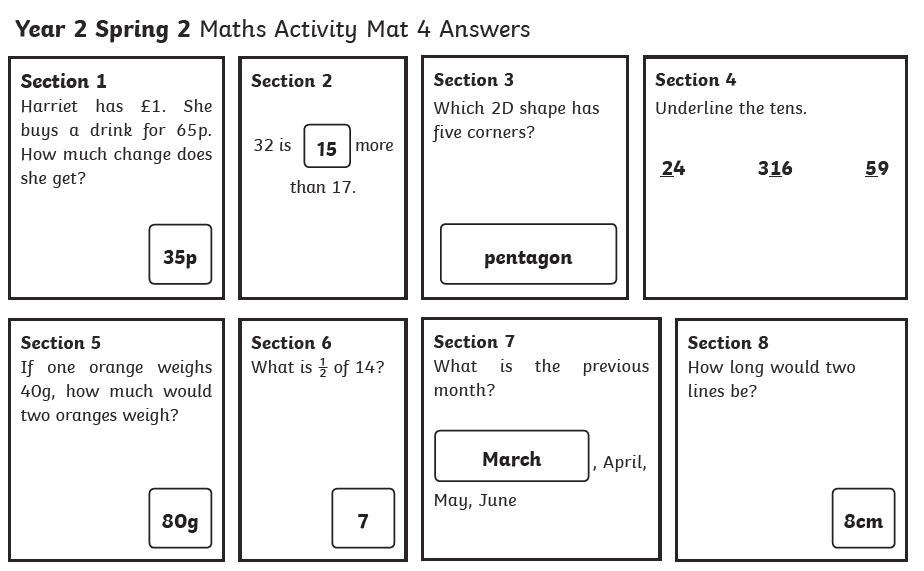 Year 2 Spring 2 Maths Activity Mat 4 Answers
Section 1
Harriet has £1. She
buys a drink for 65p.
How much change does
she get?
35p
Section 2
32 is 15 more
than 17.
Section 3
Which 2D shape has
five corners?
pentagon
Section 4
Underline the tens.
24 316 59
Section 5
If one orange weighs
40g, how much would
two oranges weigh?
80g
Section 6
What is ½ of 14?
7
Section 7
What is the previous
month?
March , April,
May, June
Section 8
How long would two
lines be?
8cm